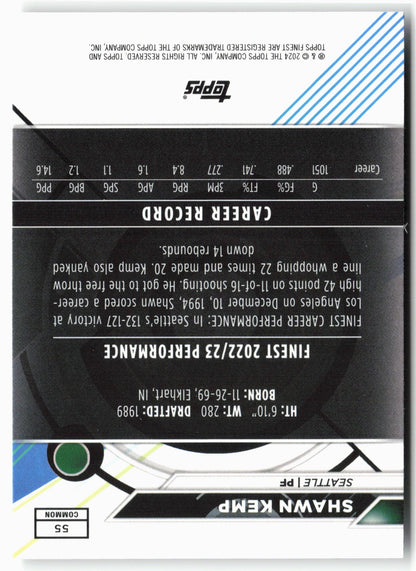 55
COMMON
SHAWN KEMP
SEATTLE | PF
HT: 6'10" WT: 280 DRAFTED: 1989
BORN: 11-26-69, Elkhart, IN
FINEST 2022/23 PERFORMANCE
FINEST CAREER PERFORMANCE: In Seattle's 132-127 victory at
Los Angeles on December 10, 1994, Shawn scored a career-
high 42 points on 11-of-16 shooting. He got to the free throw
line a whopping 22 times and made 20. Kemp also yanked
down 14 rebounds.
CAREER RECORD
G FG% FT% 3PM RPG APG SPG BPG PPG
Career 1051 .488 .741 .277 8.4 1.6 1.1 1.2 14.6
Topps
® & © 2024 THE TOPPS COMPANY, INC. ALL RIGHTS RESERVED. TOPPS AND
TOPPS FINEST ARE REGISTERED TRADEMARKS OF THE TOPPS COMPANY, INC.